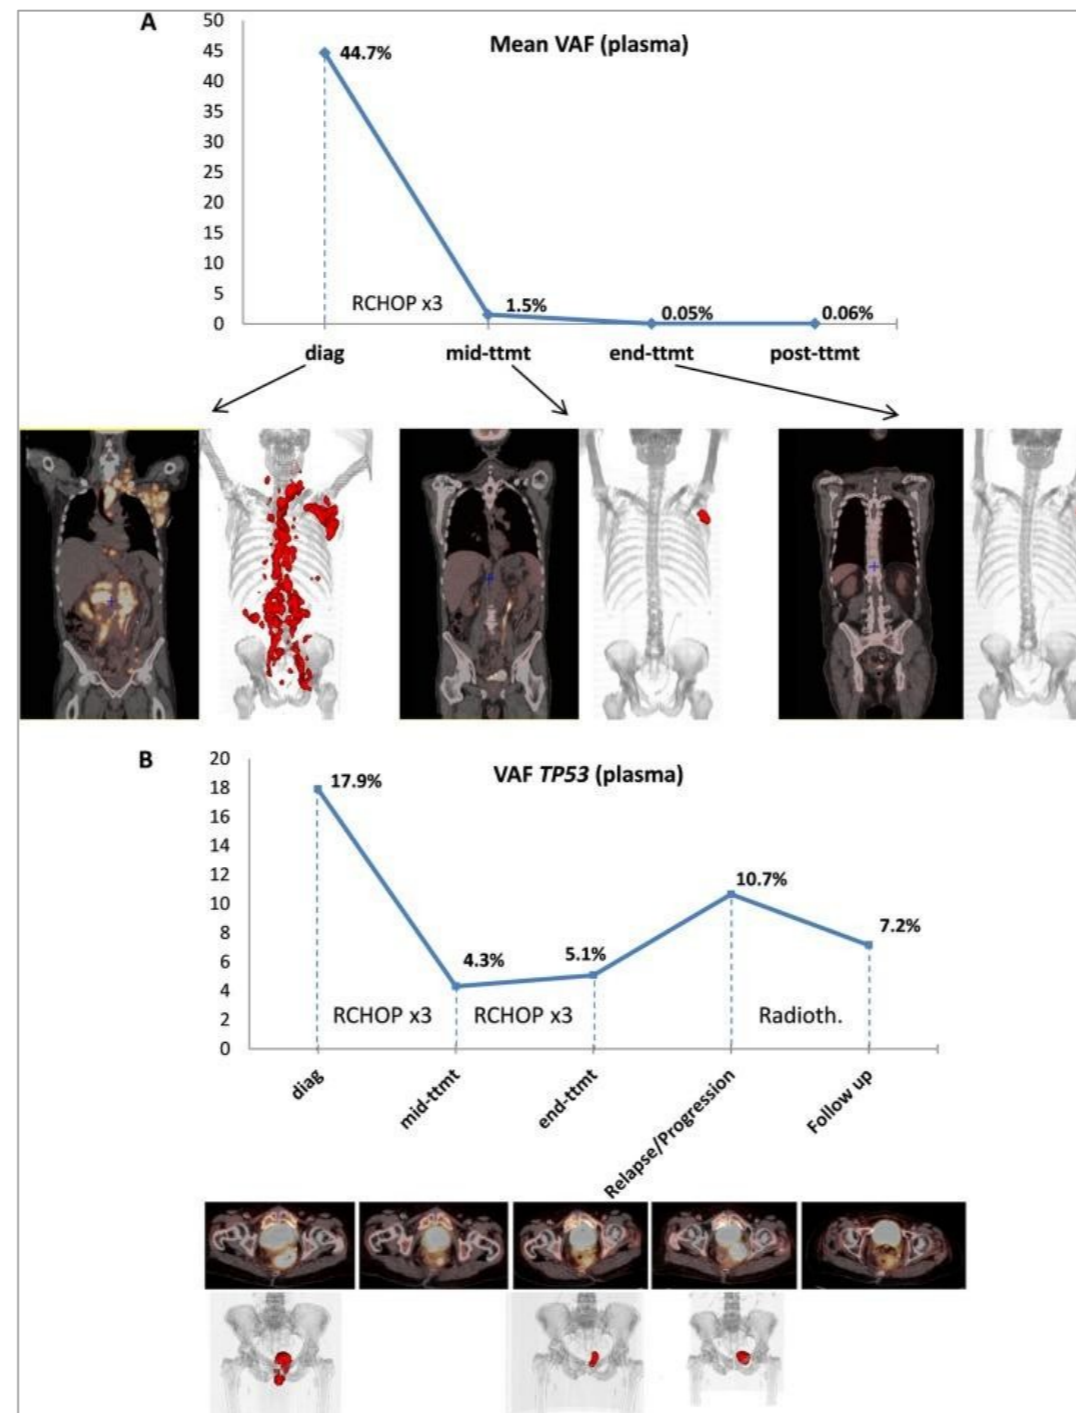 A
Mean VAF (plasma)
50
45
40
35
30
25
20
15
10
5
0
44.7%
RCHOP x3
1.5%
0.05%
0.06%
diag
mid-ttmt
end-ttmt
post-ttmt
B
VAF TP53 (plasma)
20
18
16
14
12
10
8
6
4
2
0
17.9%
4.3%
5.1%
10.7%
7.2%
RCHOP x3
RCHOP x3
Radioth.
diag
mid-ttmt
end-ttmt
Relapse/Progression
Follow up